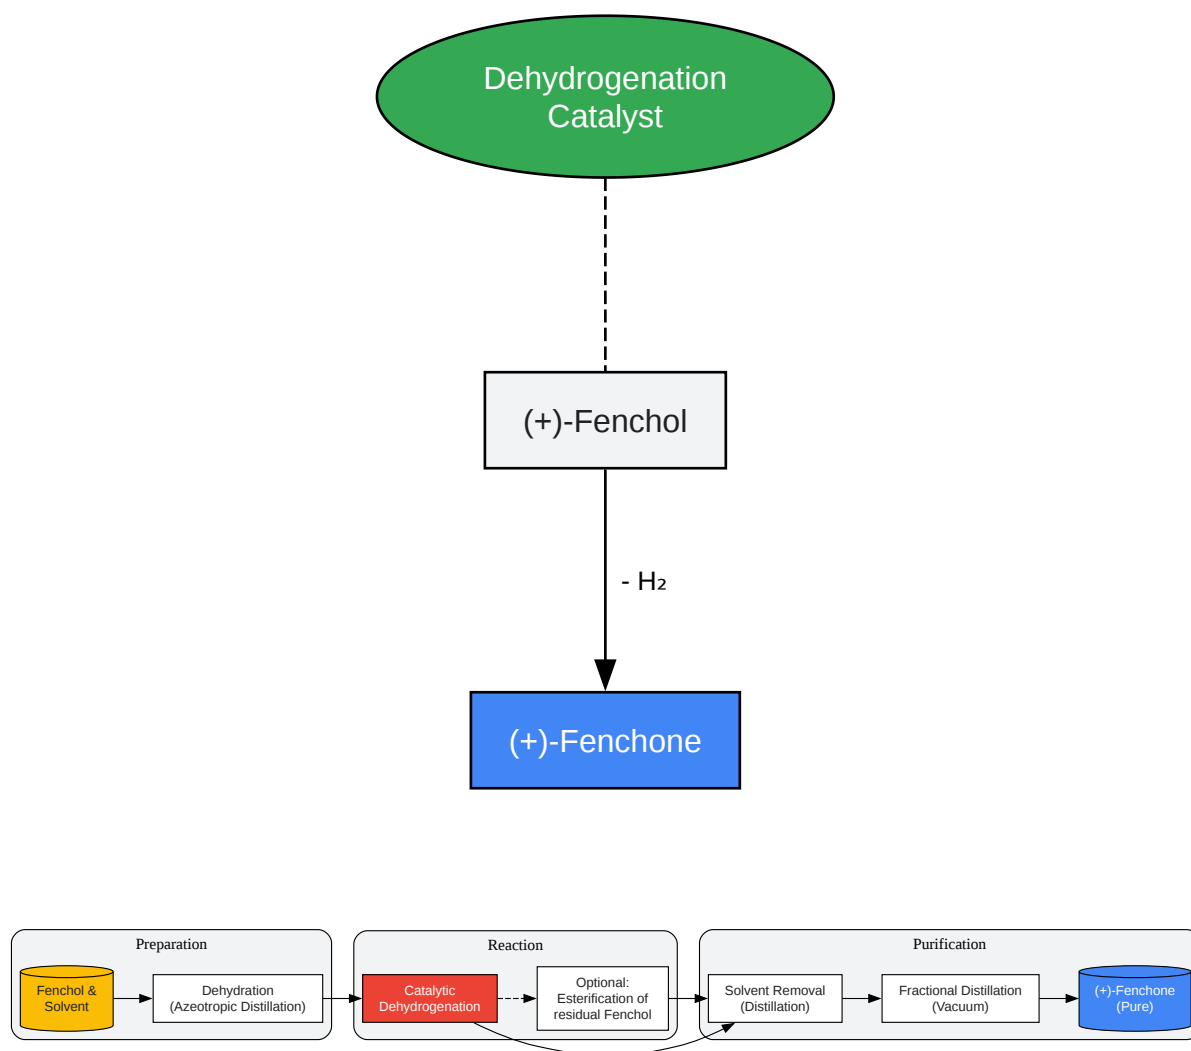 Dehydrogenation
Catalyst
(+)-Fenchol
- H₂
(+)-Fenchone
Preparation
Fenchol &
Solvent
Dehydration
(Azeotropic Distillation)
Reaction
Catalytic
Dehydrogenation
Optional:
Esterification of
residual Fenchol
Purification
Solvent Removal
(Distillation)
Fractional Distillation
(Vacuum)
(+)-Fenchone
(Pure)